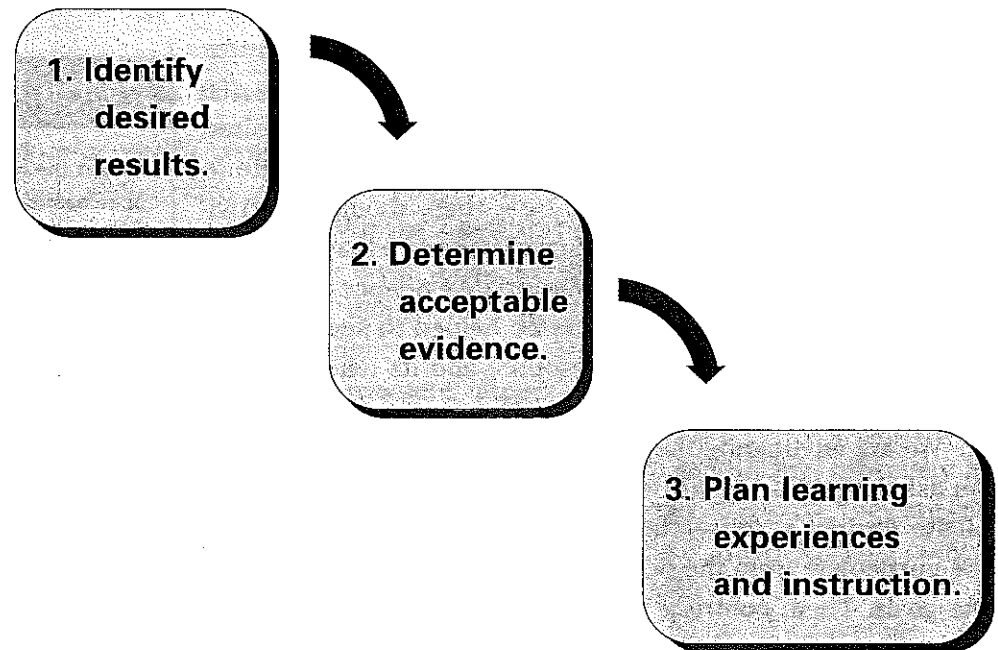 1. Identify
desired
results.
2. Determine
acceptable
evidence.
3. Plan learning
experiences
and instruction.